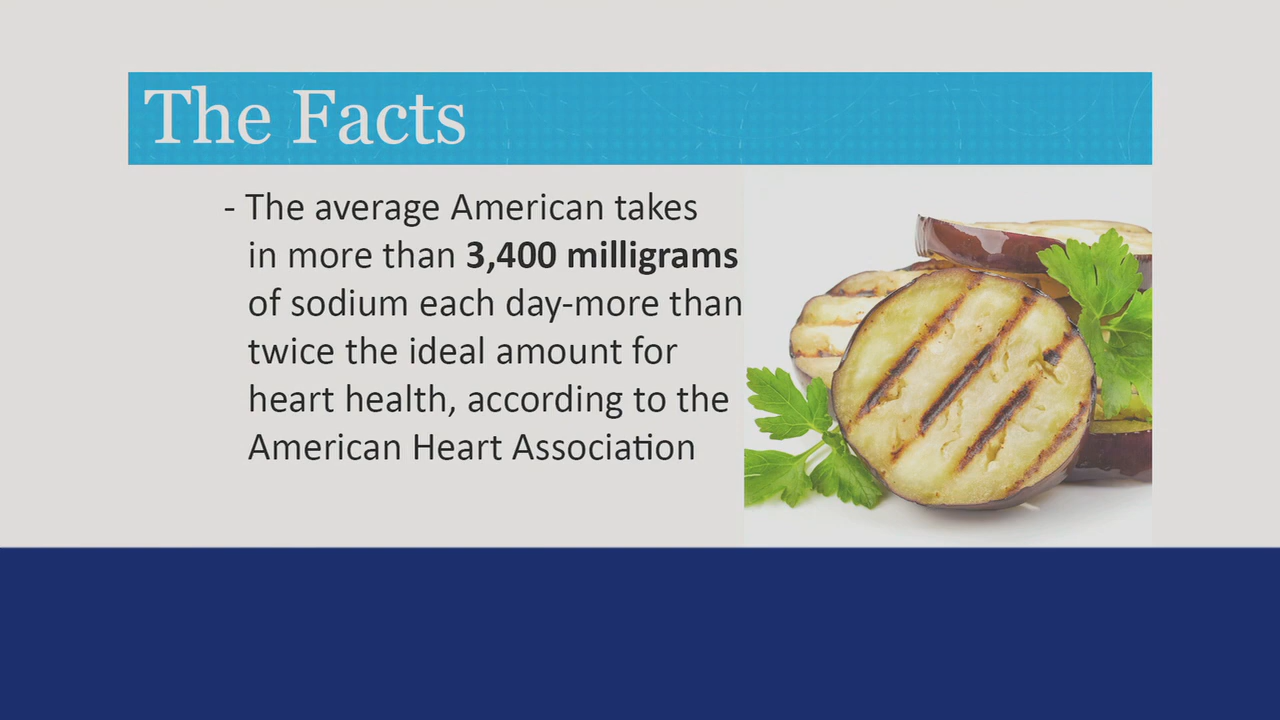 The Facts
- The average American takes
in more than 3,400 milligrams
of sodium each day-more than
twice the ideal amount for
heart health, according to the
American Heart Association